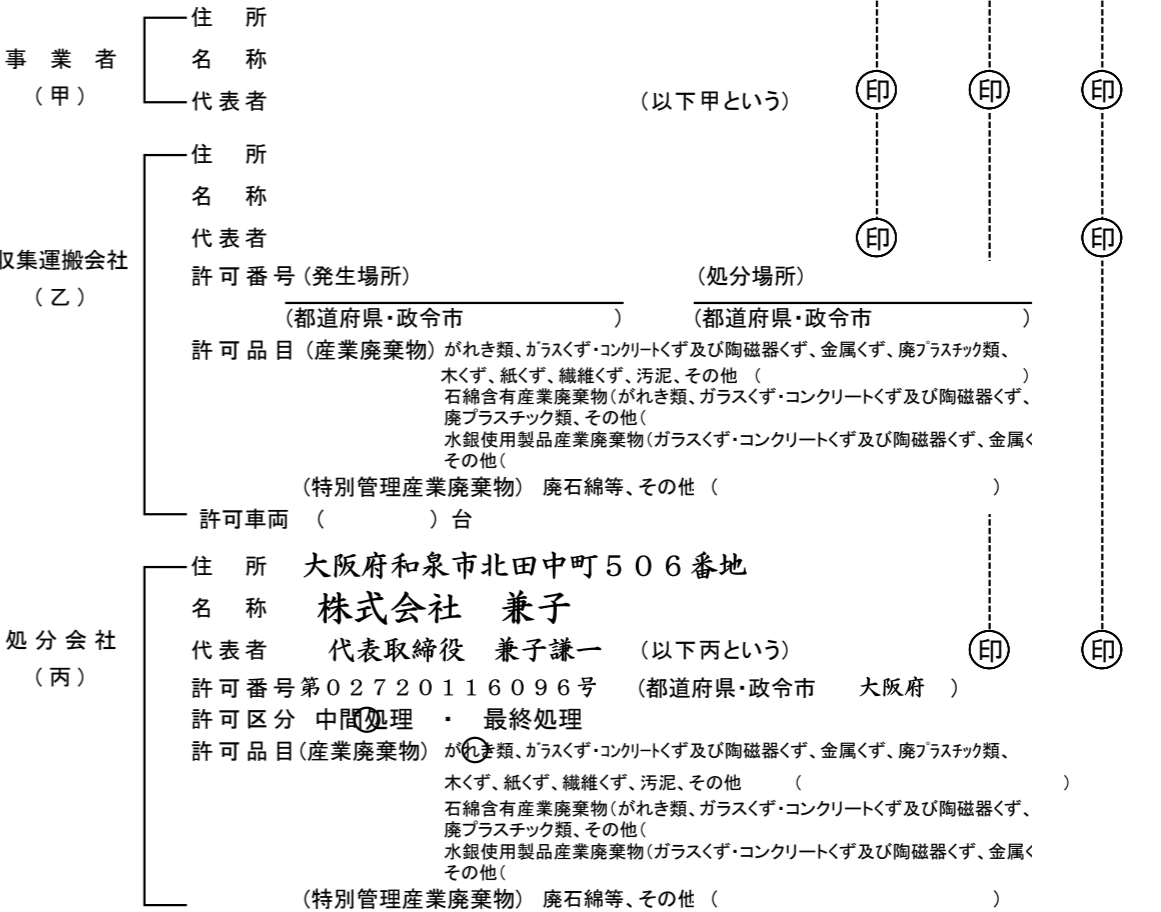 住 所
事 業 者 名 称
(甲) 代表者 (以下甲という) 印 印 印
住 所
名 称
代表者 印 印
収集運搬会社
(乙)
許可番号(発生場所) (処分場所)
(都道府県・政令市 ) (都道府県・政令市 )
許可品目(産業廃棄物) がれき類、ガラスくず・コンクリートくず及び陶磁器くず、金属くず、廃プラスチック類、
木くず、紙くず、繊維くず、汚泥、その他 ( )
石綿含有産業廃棄物(がれき類、ガラスくず・コンクリートくず及び陶磁器くず、
廃プラスチック類、その他(
水銀使用製品産業廃棄物(ガラスくず・コンクリートくず及び陶磁器くず、金属く
その他(
(特別管理産業廃棄物) 廃石綿等、その他 ( )
許可車両 ( )台
住 所 大阪府和泉市北田中町506番地
名 称 株式会社 兼子
処分会社
(丙)
代表者 代表取締役 兼子謙一 (以下丙という) 印 印
許可番号第02720116096号 (都道府県・政令市 大阪府 )
許可区分 中間処理 ・ 最終処理
許可品目(産業廃棄物) がれき類、ガラスくず・コンクリートくず及び陶磁器くず、金属くず、廃プラスチック類、
木くず、紙くず、繊維くず、汚泥、その他 ( )
石綿含有産業廃棄物(がれき類、ガラスくず・コンクリートくず及び陶磁器くず、
廃プラスチック類、その他(
水銀使用製品産業廃棄物(ガラスくず・コンクリートくず及び陶磁器くず、金属く
その他(
(特別管理産業廃棄物) 廃石綿等、その他 ( )